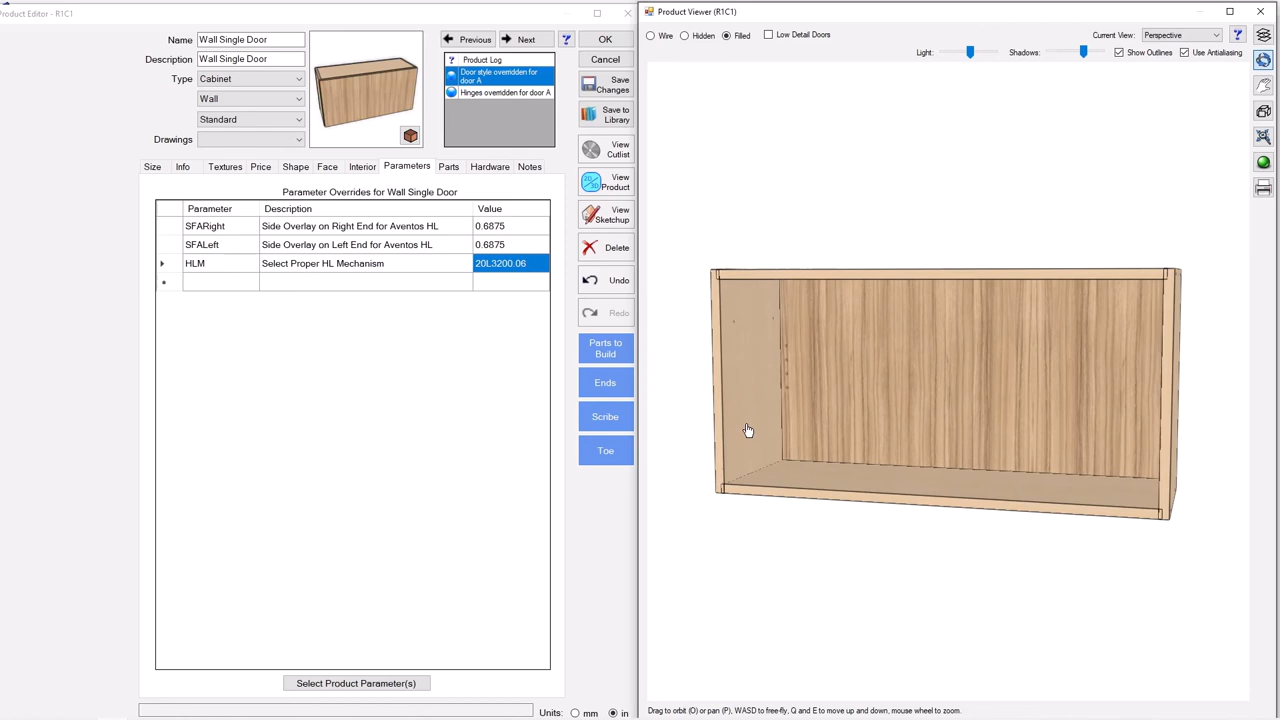 Product Editor - R1C1
Name
Wall Single Door
Description
Wall Single Door
Type
Cabinet
Wall
Standard
Drawings
Previous
Next
?
? Product Log
Door style overridden for
door A
Hinges overridden for door A
OK
Cancel
Save
Changes
Save to
Library
View
Cutlist
2D/3D
View
Product
View
Sketchup
Delete
Undo
Redo
Parts to
Build
Ends
Scribe
Toe
Size Info Textures Price Shape Face Interior Parameters Parts Hardware Notes
Parameter Overrides for Wall Single Door
Parameter Description Value
SFARight Side Overlay on Right End for Aventos HL 0.6875
SFALeft Side Overlay on Left End for Aventos HL 0.6875
HLM Select Proper HL Mechanism 20L3200.06
Select Product Parameter(s)
Units: mm in
Product Viewer (R1C1)
Wire Hidden Filled Low Detail Doors
Current View: Perspective ?
Light: Shadows: Show Outlines Use Antialiasing
Drag to orbit (O) or pan (P), WASD to free-fly, Q and E to move up and down, mouse wheel to zoom.